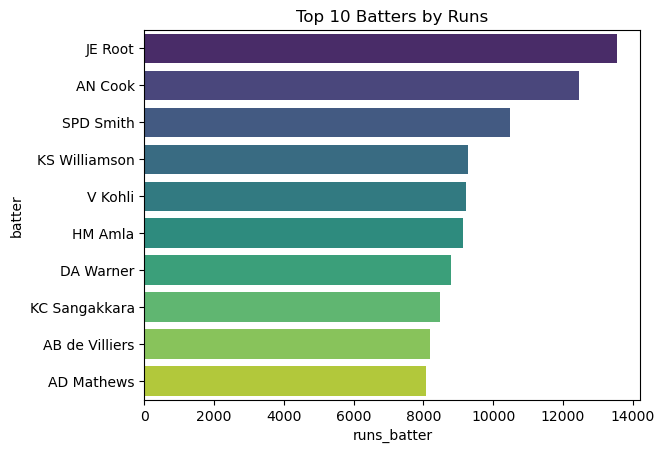 Top 10 Batters by Runs
batter
JE Root
AN Cook
SPD Smith
KS Williamson
V Kohli
HM Amla
DA Warner
KC Sangakkara
AB de Villiers
AD Mathews
0 2000 4000 6000 8000 10000 12000 14000
runs_batter